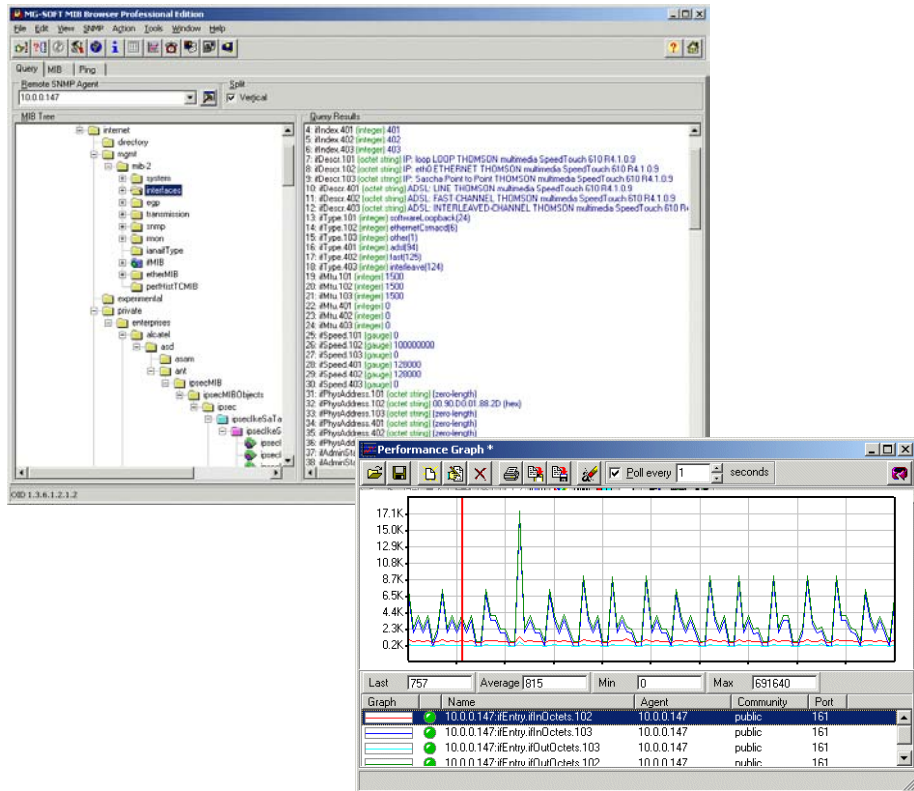 MG-SOFT MIB Browser Professional Edition
File Edit View SNMP Action Tools Window Help
Query MIB Ping
Remote SNMP Agent
Split
10.0.0.147
Vertical
MIB Tree
Query Results
internet
directory
mgmt
mib-2
system
interfaces
egp
transmission
snmp
rmon
ianaifType
ifMIB
etherMIB
perfHistTCMIB
experimental
private
enterprises
alcatel
asd
asam
ant
ipsecMIB
ipsecMIBObjects
ipsec
ipsecIkeSaTa
ipsecIkeS
ipsecI
ipsecI
4: ifIndex.401 (integer) 401
5: ifIndex.402 (integer) 402
6: ifIndex.403 (integer) 403
7: ifDescr.101 (octet string) IP: loop LOOP THOMSON multimedia SpeedTouch 610 R4.1.0.9
8: ifDescr.102 (octet string) IP: eth0 ETHERNET THOMSON multimedia SpeedTouch 610 R4.1.0.9
9: ifDescr.103 (octet string) IP: Sascha Point to Point THOMSON multimedia SpeedTouch 610 R4.1.0.9
10: ifDescr.401 (octet string) ADSL: LINE THOMSON multimedia SpeedTouch 610 R4.1.0.9
11: ifDescr.402 (octet string) ADSL: FAST-CHANNEL THOMSON multimedia SpeedTouch 610 R4.1.0.9
12: ifDescr.403 (octet string) ADSL: INTERLEAVED-CHANNEL THOMSON multimedia SpeedTouch 610 R4
13: ifType.101 (integer) softwareLoopback(24)
14: ifType.102 (integer) ethernetCsmacd(6)
15: ifType.103 (integer) other(1)
16: ifType.401 (integer) adsl(94)
17: ifType.402 (integer) fast(125)
18: ifType.403 (integer) interleave(124)
19: ifMtu.101 (integer) 1500
20: ifMtu.102 (integer) 1500
21: ifMtu.103 (integer) 1500
22: ifMtu.401 (integer) 0
23: ifMtu.402 (integer) 0
24: ifMtu.403 (integer) 0
25: ifSpeed.101 (gauge) 0
26: ifSpeed.102 (gauge) 100000000
27: ifSpeed.103 (gauge) 0
28: ifSpeed.401 (gauge) 128000
29: ifSpeed.402 (gauge) 128000
30: ifSpeed.403 (gauge) 0
31: ifPhysAddress.101 (octet string) (zero-length)
32: ifPhysAddress.102 (octet string) 00.90.D0.01.88.2D (hex)
33: ifPhysAddress.103 (octet string) (zero-length)
34: ifPhysAddress.401 (octet string) (zero-length)
35: ifPhysAddress.402 (octet string) (zero-length)
36: ifPhysAdd
37: ifAdminSta
38: ifAdminSta
OID 1.3.6.1.2.1.2
Performance Graph *
Poll every 1 seconds
17.1K
15.0K
12.9K
10.8K
8.7K
6.5K
4.4K
2.3K
0.2K
Last 757 Average 815 Min 0 Max 691640
Graph Name Agent Community Port
10.0.0.147:ifEntry.ifInOctets.102 10.0.0.147 public 161
10.0.0.147:ifEntry.ifInOctets.103 10.0.0.147 public 161
10.0.0.147:ifEntry.ifOutOctets.103 10.0.0.147 public 161
10.0.0.147:ifEntry.ifOutOctets.102 10.0.0.147 public 161